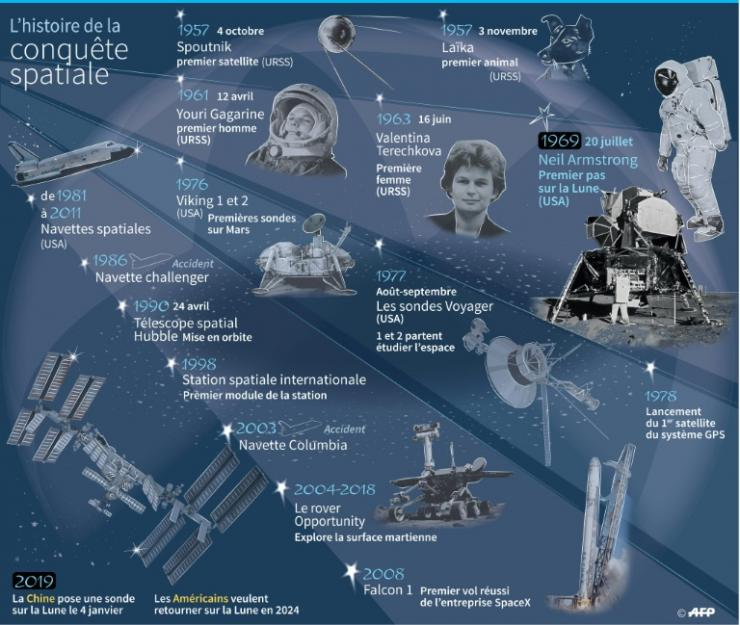 L'histoire de la
conquête
spatiale
1957 4 octobre
Spoutnik
premier satellite (URSS)
1957 3 novembre
Laïka
premier animal
(URSS)
1961 12 avril
Youri Gagarine
premier homme
(URSS)
1963 16 juin
Valentina
Terechkova
Première
femme
(URSS)
1969 20 juillet
Neil Armstrong
Premier pas
sur la Lune
(USA)
1976
Viking 1 et 2
(USA) Premières sondes
sur Mars
de 1981
à 2011
Navettes spatiales
(USA)
1977
Août-septembre
Les sondes Voyager
(USA)
1 et 2 partent
étudier l'espace
1986 Accident
Navette challenger
1990 24 avril
Télescope spatial
Hubble Mise en orbite
1998
Station spatiale internationale
Premier module de la station
1978
Lancement
du 1er satellite
du système GPS
2003 Accident
Navette Columbia
2004-2018
Le rover
Opportunity
Explore la surface martienne
2008
Falcon 1 Premier vol réussi
de l'entreprise SpaceX
2019
La Chine pose une sonde
sur la Lune le 4 janvier
Les Américains veulent
retourner sur la Lune en 2024
© AFP